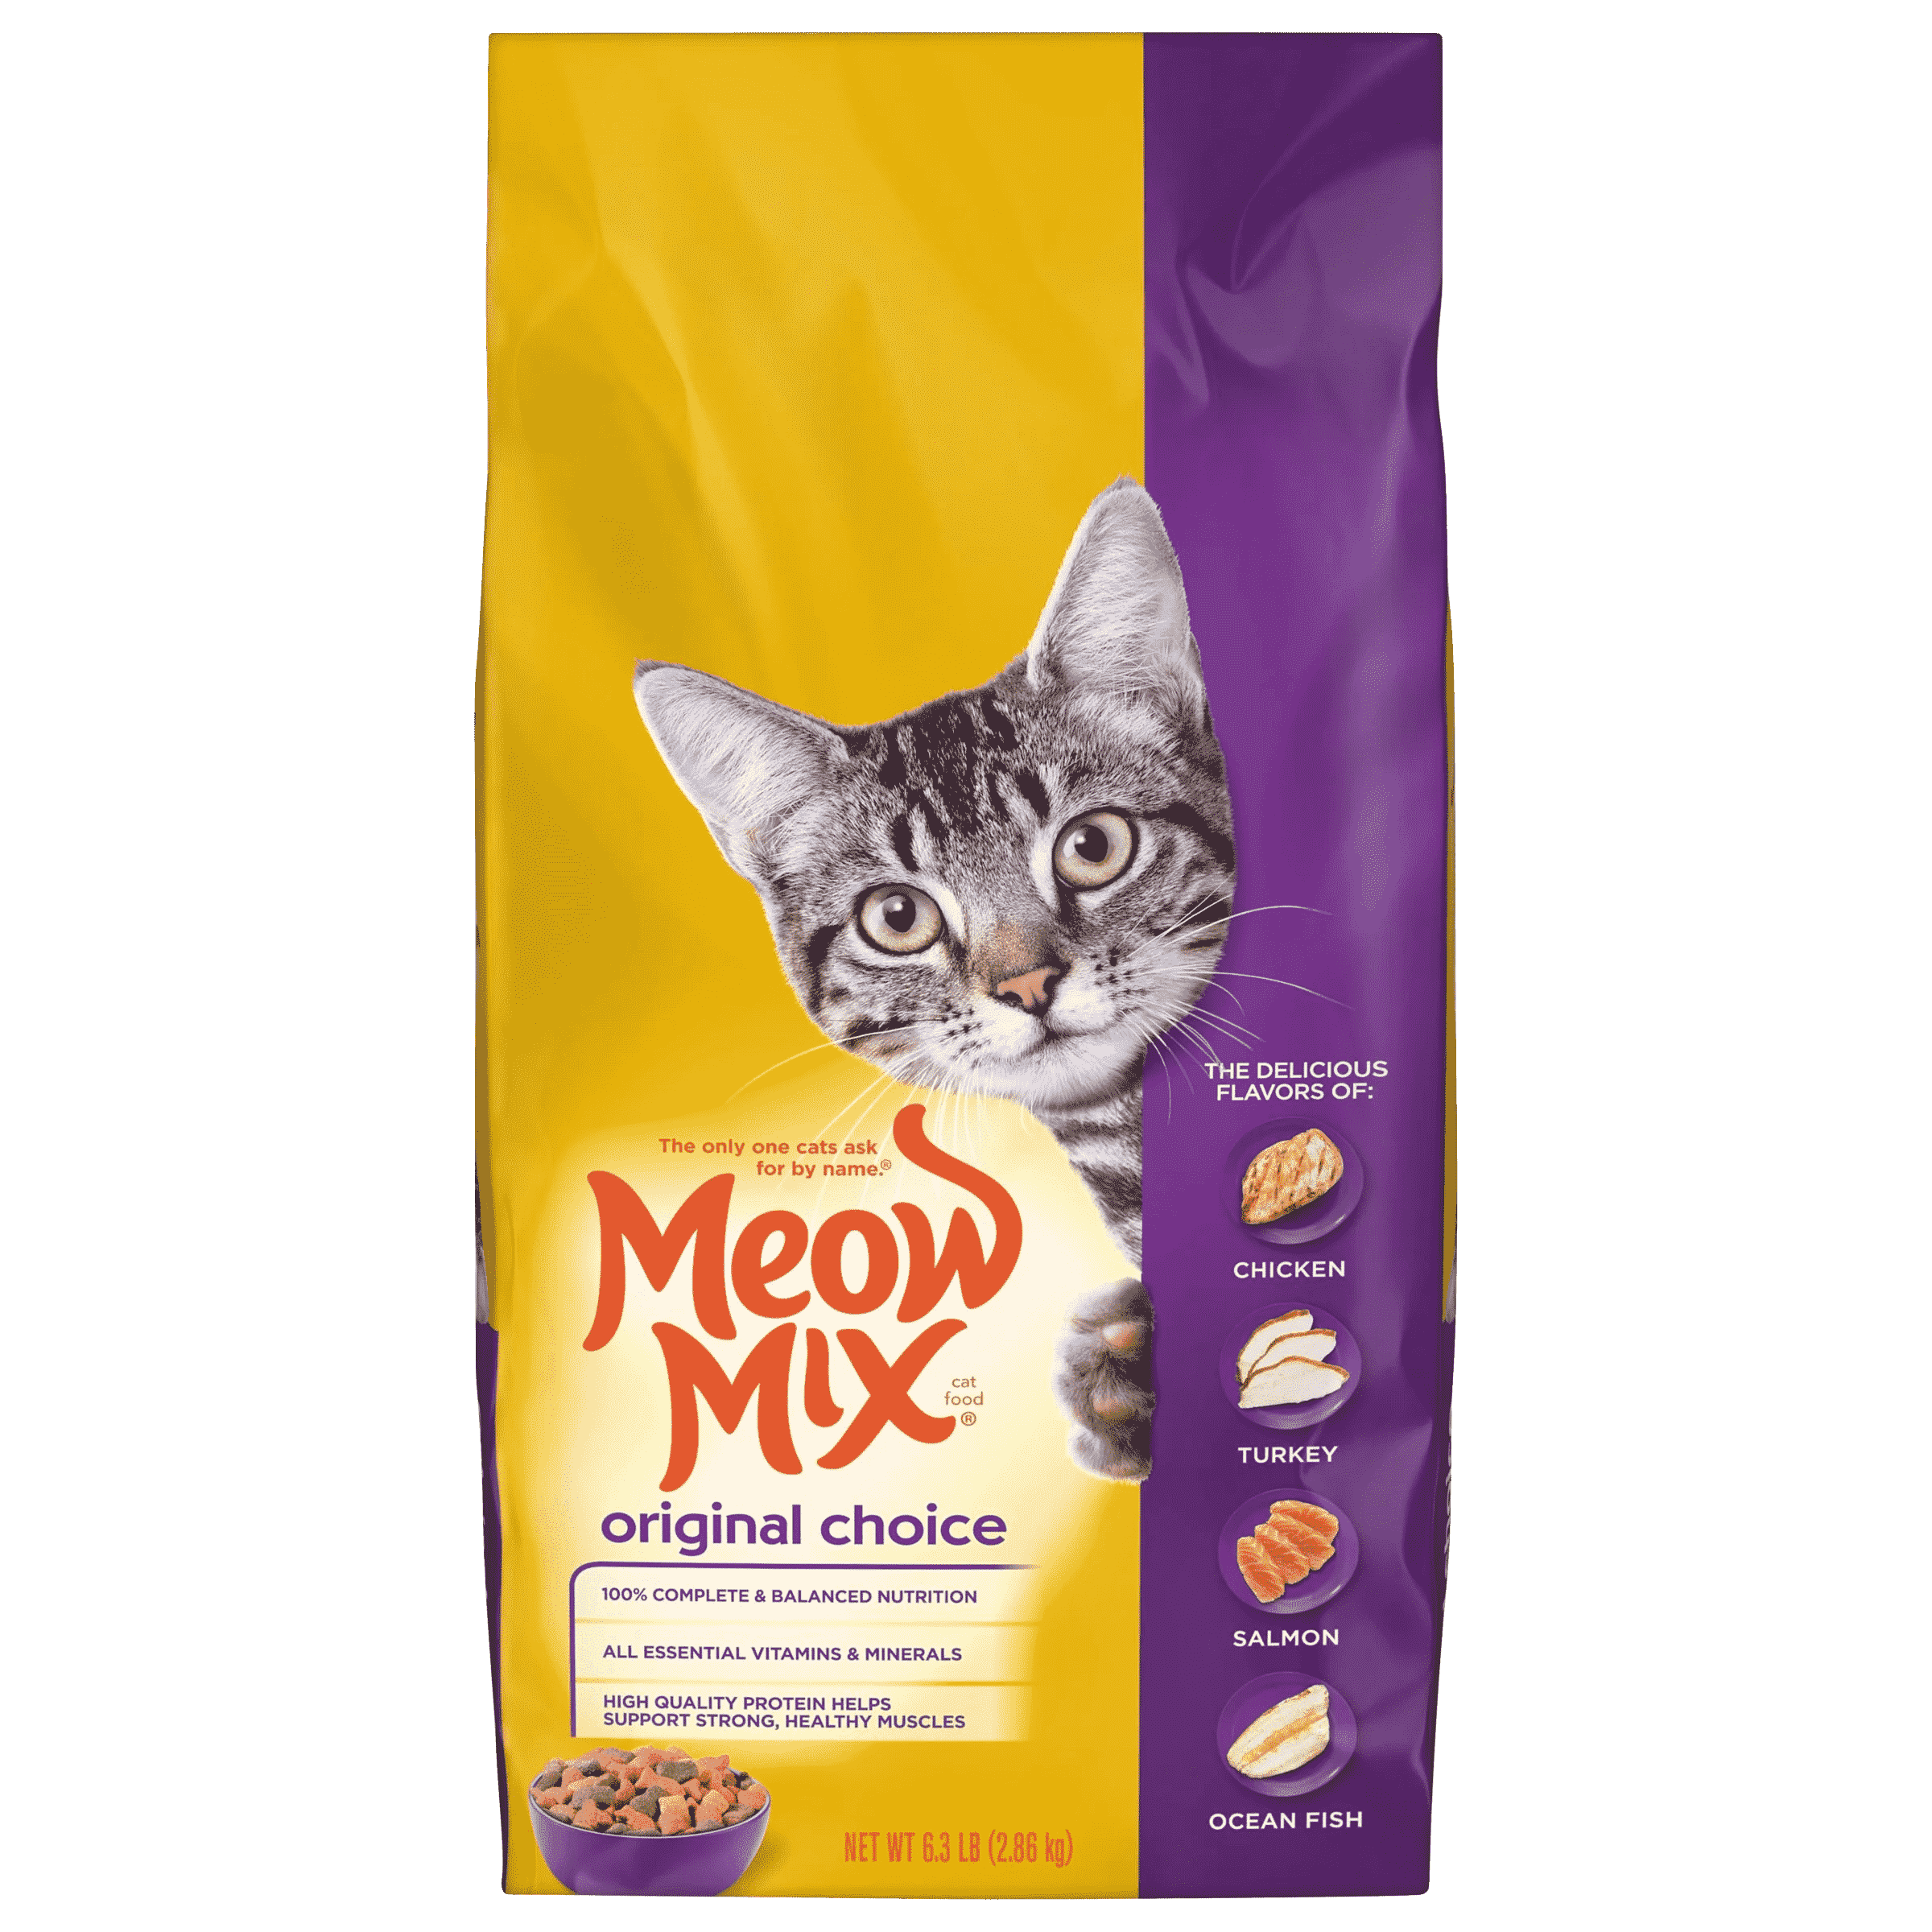 The only one cats ask
for by name.®
Meow
Mix
cat
food
®
original choice
100% COMPLETE & BALANCED NUTRITION
ALL ESSENTIAL VITAMINS & MINERALS
HIGH QUALITY PROTEIN HELPS
SUPPORT STRONG, HEALTHY MUSCLES
NET WT 6.3 LB (2.86 kg)
THE DELICIOUS
FLAVORS OF:
CHICKEN
TURKEY
SALMON
OCEAN FISH